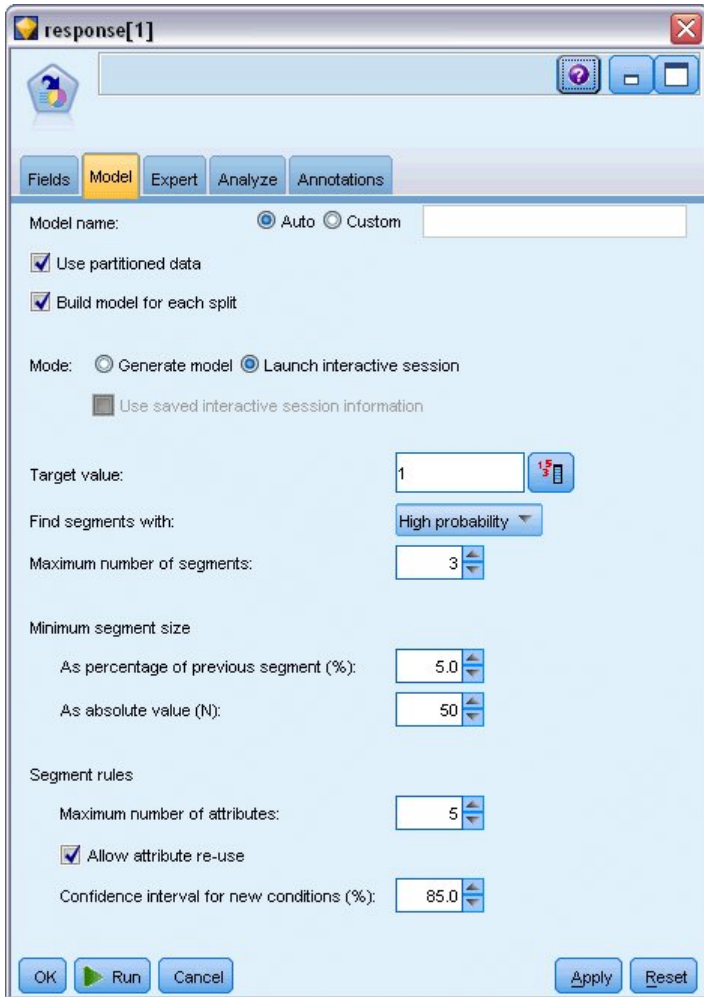 response[1]
Fields Model Expert Analyze Annotations
Model name: Auto Custom
Use partitioned data
Build model for each split
Mode: Generate model Launch interactive session
Use saved interactive session information
Target value: 1
Find segments with: High probability
Maximum number of segments: 3
Minimum segment size
As percentage of previous segment (%): 5.0
As absolute value (N): 50
Segment rules
Maximum number of attributes: 5
Allow attribute re-use
Confidence interval for new conditions (%): 85.0
OK Run Cancel Apply Reset